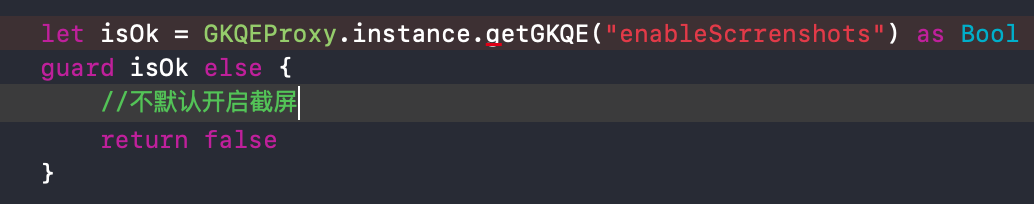 let isOk = GKQEProxy.instance.getGKQE("enableScrrenshots") as Bool
guard isOk else {
//不默认开启截屏
return false
}